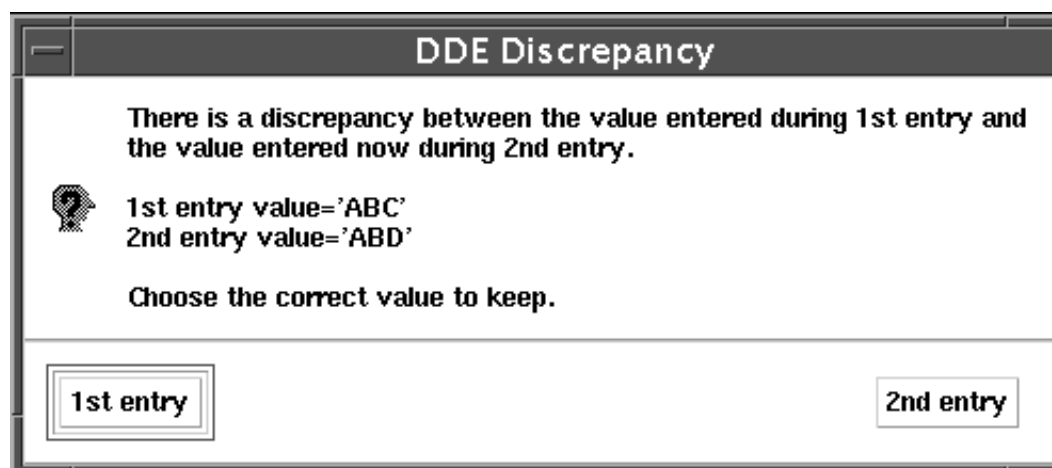 DDE Discrepancy
There is a discrepancy between the value entered during 1st entry and
the value entered now during 2nd entry.
1st entry value='ABC'
2nd entry value='ABD'
Choose the correct value to keep.
1st entry
2nd entry